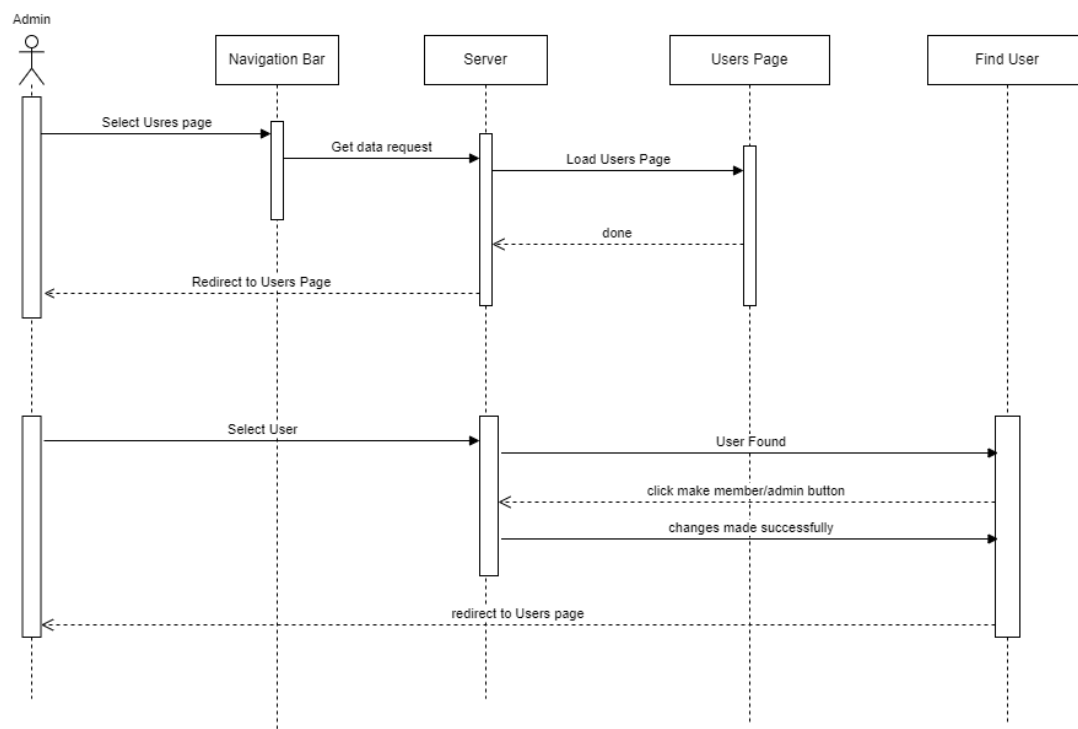 Admin
Navigation Bar
Server
Users Page
Find User
Select Usres page
Get data request
Load Users Page
done
Redirect to Users Page
Select User
User Found
click make member/admin button
changes made successfully
redirect to Users page